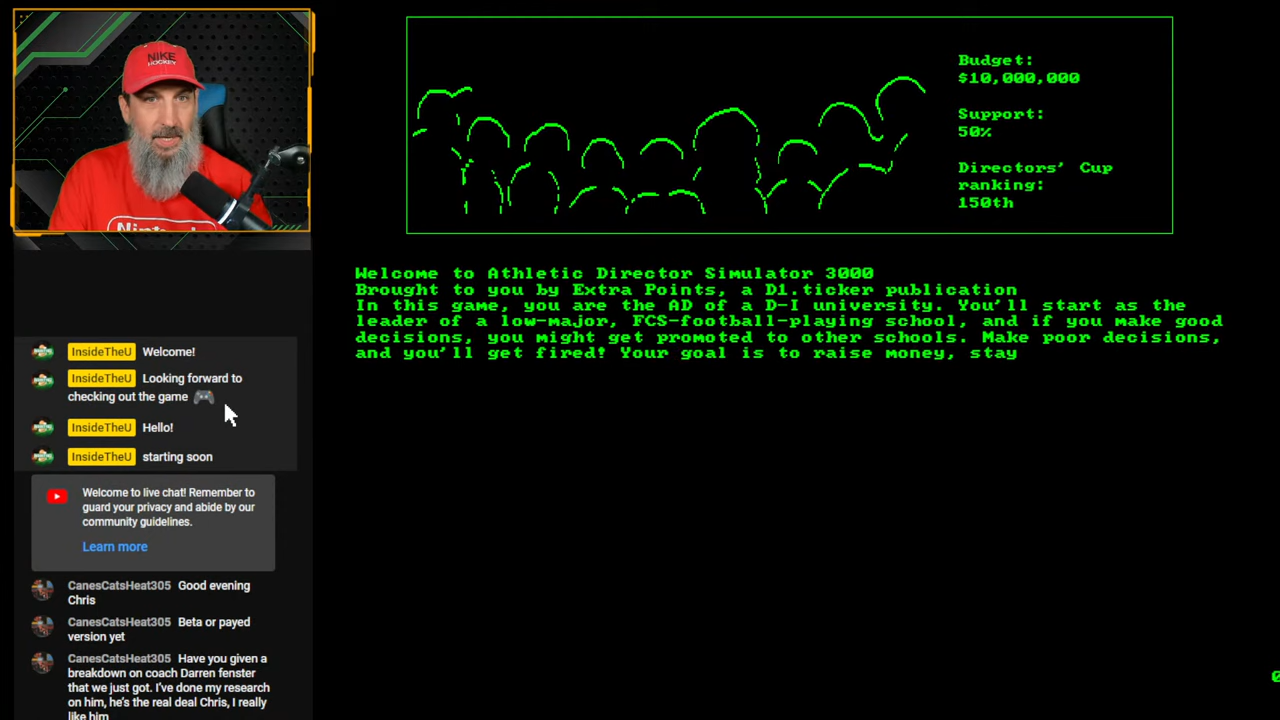 NIKE
HOCKEY
Nintendo
Budget:
$10,000,000
Support:
50%
Directors' Cup
ranking:
150th
Welcome to Athletic Director Simulator 3000
Brought to you by Extra Points, a D1.ticker publication
In this game, you are the AD of a D-I university. You'll start as the
leader of a low-major, FCS-football-playing school, and if you make good
decisions, you might get promoted to other schools. Make poor decisions,
and you'll get fired! Your goal is to raise money, stay
InsideTheU Welcome!
InsideTheU Looking forward to
checking out the game
InsideTheU Hello!
InsideTheU starting soon
Welcome to live chat! Remember to
guard your privacy and abide by our
community guidelines.
Learn more
CanesCatsHeat305 Good evening
Chris
CanesCatsHeat305 Beta or payed
version yet
CanesCatsHeat305 Have you given a
breakdown on coach Darren fenster
that we just got. I've done my research
on him, he's the real deal Chris, I really
like him